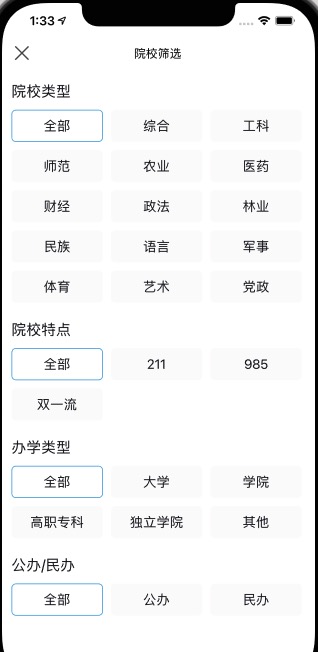 1:33
院校筛选
院校类型
全部 综合 工科
师范 农业 医药
财经 政法 林业
民族 语言 军事
体育 艺术 党政
院校特点
全部 211 985
双一流
办学类型
全部 大学 学院
高职专科 独立学院 其他
公办/民办
全部 公办 民办